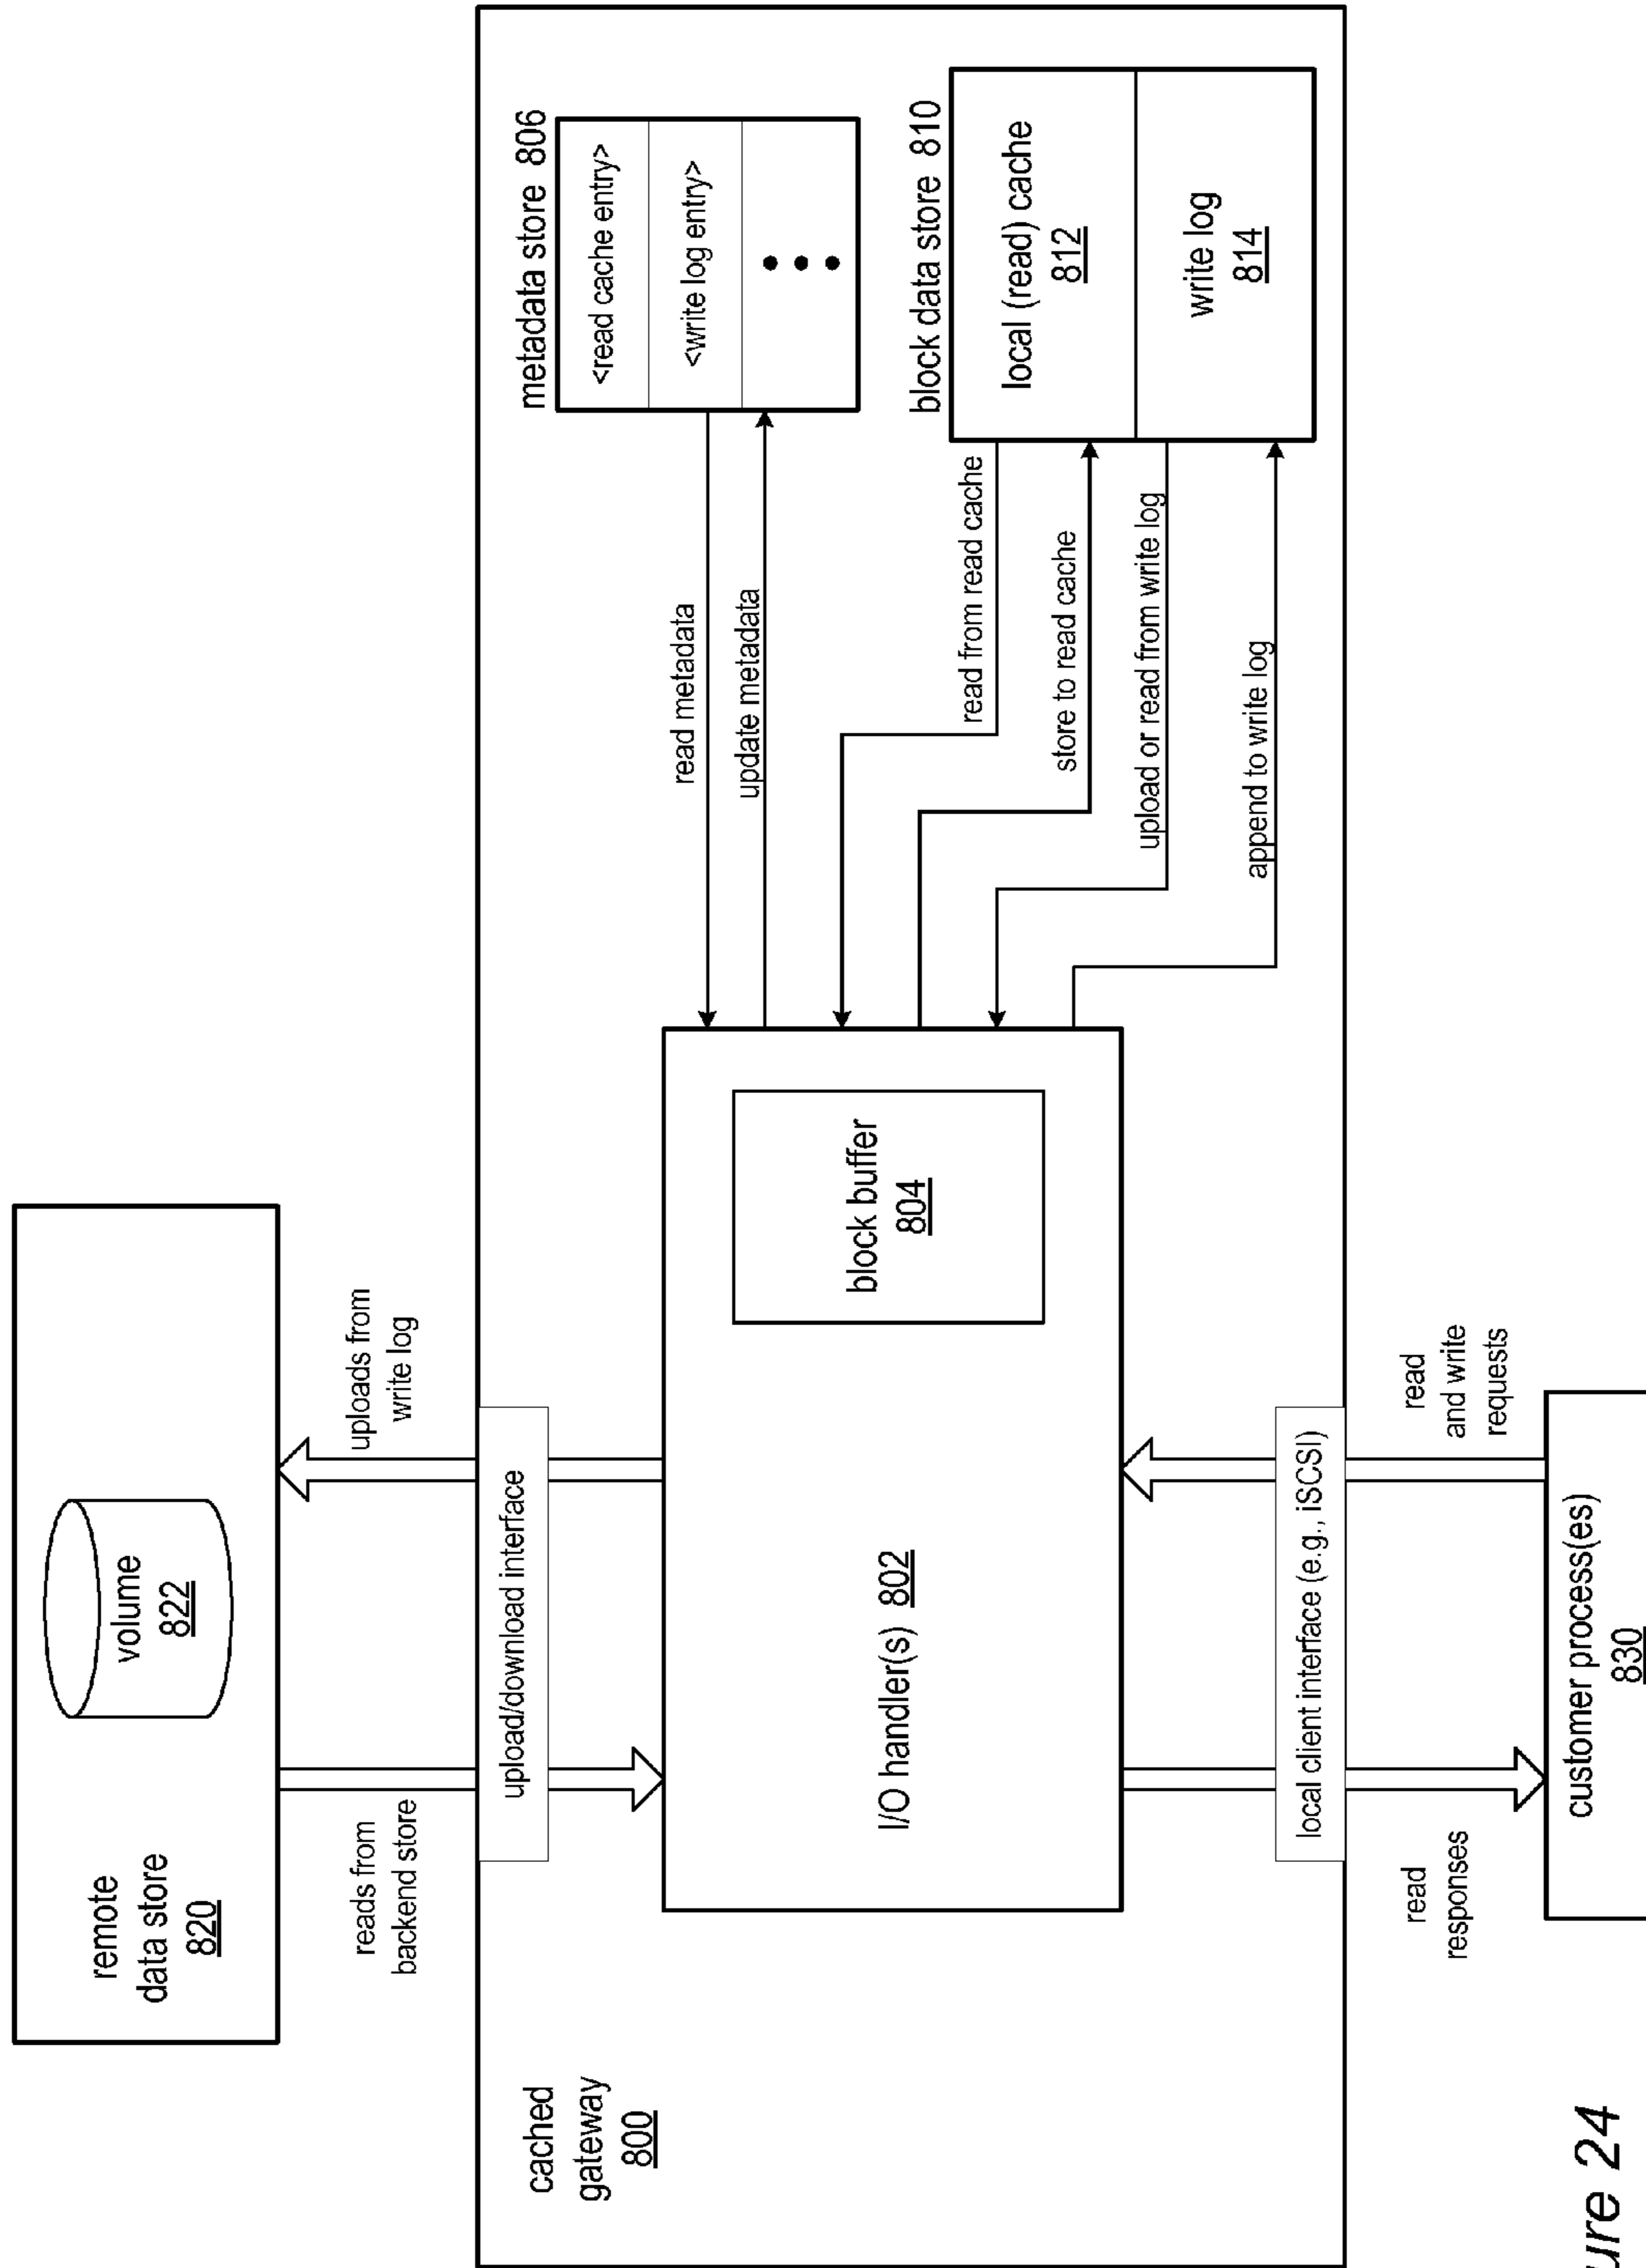 remote
data store
820
volume
822
reads from
backend store
uploads from
write log
cached
gateway
800
upload/download interface
metadata store 806
<read cache entry>
<write log entry>
read metadata
update metadata
I/O handler(s) 802
block buffer
804
block data store 810
local (read) cache
812
write log
814
read from read cache
store to read cache
upload or read from write log
append to write log
local client interface (e.g., iSCSI)
read
responses
read
and write
requests
customer process(es)
830
ure 24